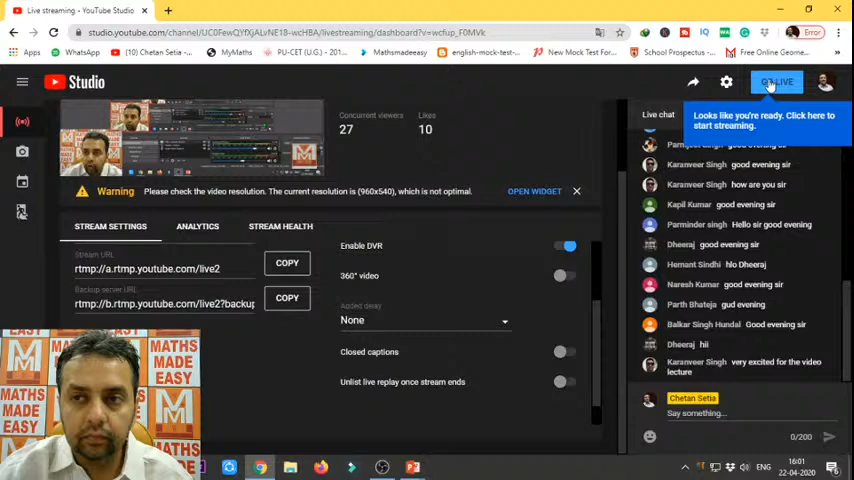 Live streaming - YouTube Studio
studio.youtube.com/channel/UC0FewQYfXjALvNE18-wcHBA/livestreaming/dashboard?v=wcfup_F0MVk
Error
Apps WhatsApp (1) Chetan Setia MyMaths PU-CET (U.G.) - 201... Mathsmadeeasy english-mock-test-... New Mock Test For... School Prospectus -... Free Online Geome...
Studio
GO LIVE
Looks like you're ready. Click here to
start streaming.
Concurrent viewers
27
Likes
10
Warning Please check the video resolution. The current resolution is (960x540), which is not optimal. OPEN WIDGET
STREAM SETTINGS ANALYTICS STREAM HEALTH
Stream URL
rtmp://a.rtmp.youtube.com/live2
COPY
Backup server URL
rtmp://b.rtmp.youtube.com/live2?backup
COPY
Enable DVR
360° video
Added delay
None
Closed captions
Unlist live replay once stream ends
Live chat
good evening sir
Karanveer Singh good evening sir
Karanveer Singh how are you sir
Kapil Kumar good evening sir
Parminder singh Hello sir good evening
Dheeraj good evening sir
Hemant Sindhi hlo Dheeraj
Naresh Kumar good evening sir
Parth Bhateja gud evening
Balkar Singh Hundal Good evening sir
Dheeraj hii
Karanveer Singh very excited for the video
lecture
Chetan Setia
Say something...
0/200
MATHS
MADE
EASY
ENG
16:01
22-04-2020